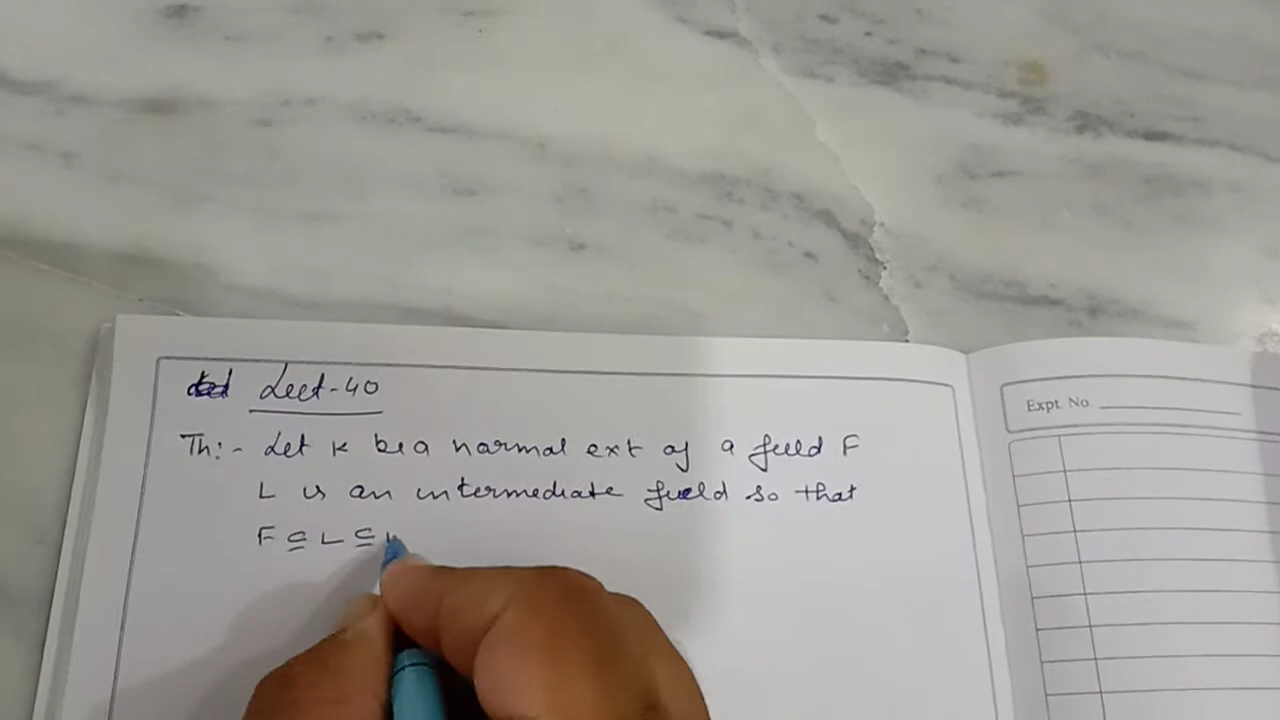 Lect-40
Th:- Let K be a normal ext of a field F
L is an intermediate field so that
F ⊆ L ⊆
Expt. No.